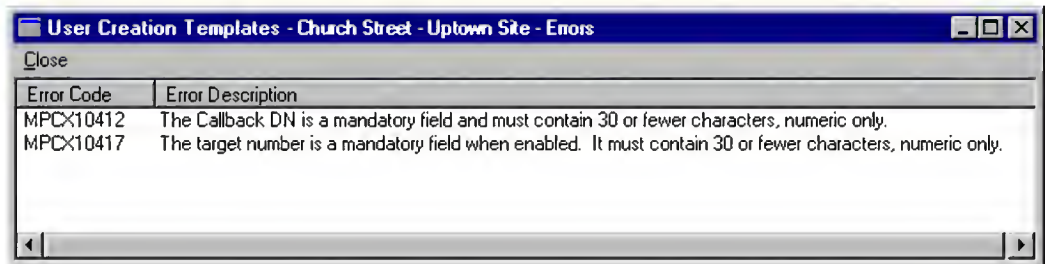 User Creation Templates - Church Street - Uptown Site - Errors
Close
Error Code Error Description
MPCX10412 The Callback DN is a mandatory field and must contain 30 or fewer characters, numeric only.
MPCX10417 The target number is a mandatory field when enabled. It must contain 30 or fewer characters, numeric only.